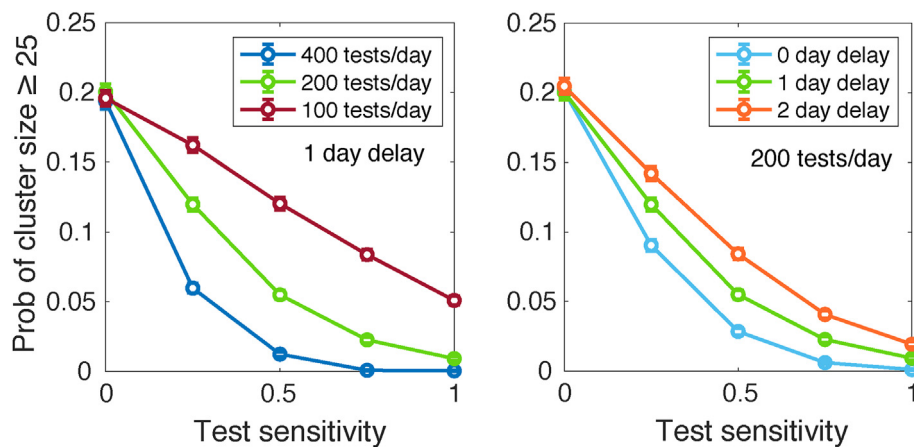 Prob of cluster size ≥ 25
0.25
0.2
0.15
0.1
0.05
0
400 tests/day
200 tests/day
100 tests/day
1 day delay
0
0.5
1
Test sensitivity
0.25
0.2
0.15
0.1
0.05
0
0 day delay
1 day delay
2 day delay
200 tests/day
0
0.5
1
Test sensitivity